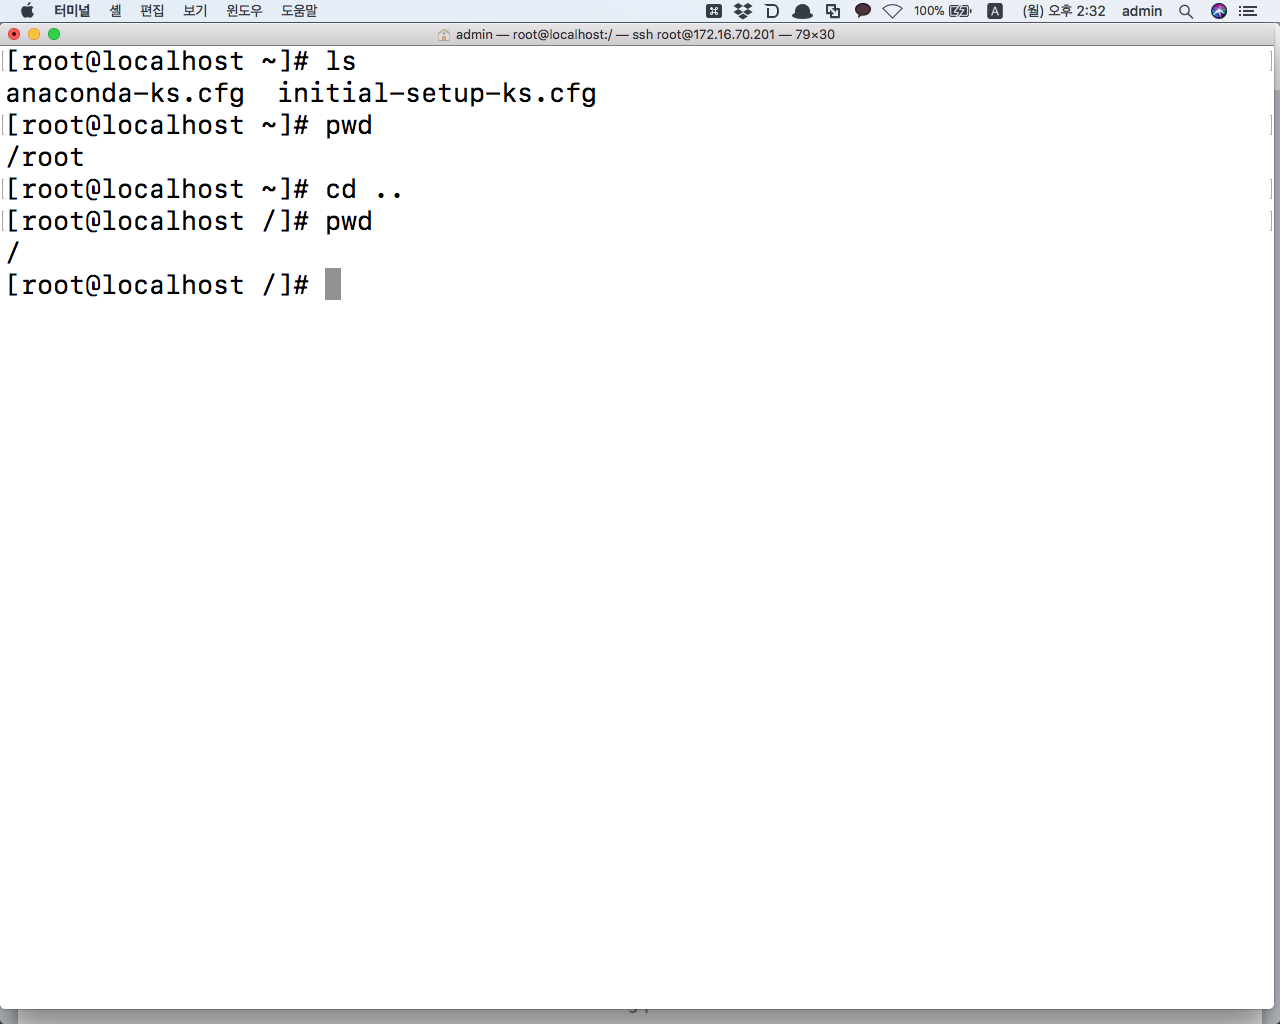 터미널 셸 편집 보기 윈도우 도움말 100% A (월) 오후 2:32 admin
admin — root@localhost:/ — ssh root@172.16.70.201 — 79×30
[root@localhost ~]# ls
anaconda-ks.cfg  initial-setup-ks.cfg
[root@localhost ~]# pwd
/root
[root@localhost ~]# cd ..
[root@localhost /]# pwd
/
[root@localhost /]#